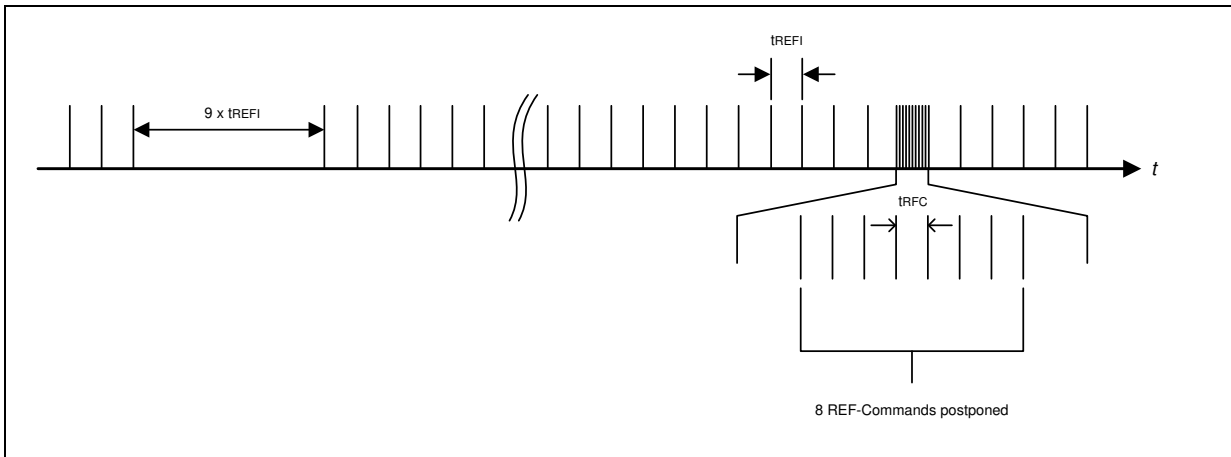 tREFI
9 x tREFI
t
tRFC
8 REF-Commands postponed